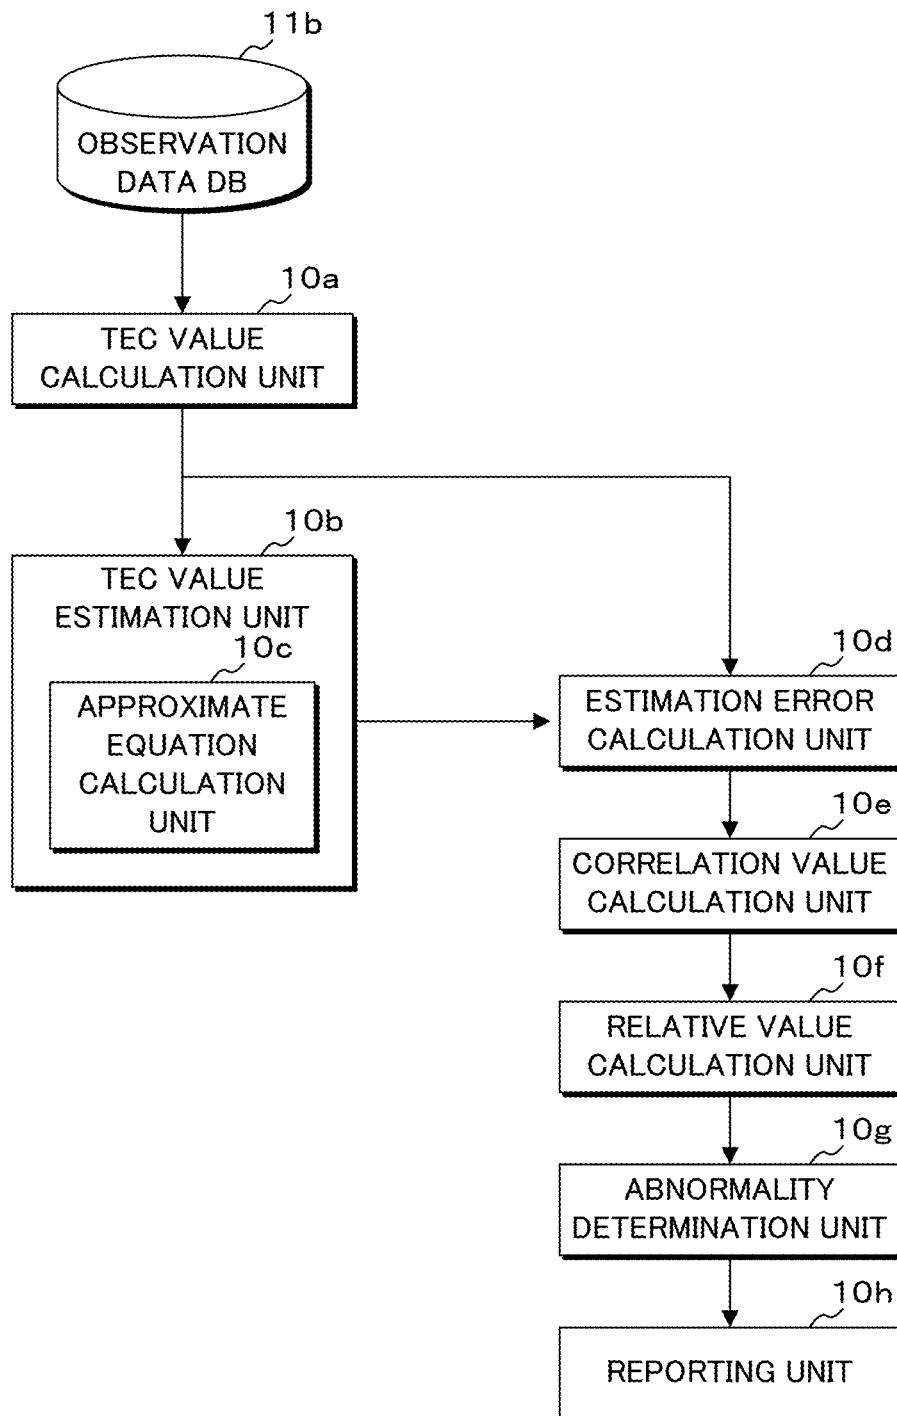 11b
OBSERVATION
DATA DB
10a
TEC VALUE
CALCULATION UNIT
10b
TEC VALUE
ESTIMATION UNIT
10c
APPROXIMATE
EQUATION
CALCULATION
UNIT
10d
ESTIMATION ERROR
CALCULATION UNIT
10e
CORRELATION VALUE
CALCULATION UNIT
10f
RELATIVE VALUE
CALCULATION UNIT
10g
ABNORMALITY
DETERMINATION UNIT
10h
REPORTING UNIT